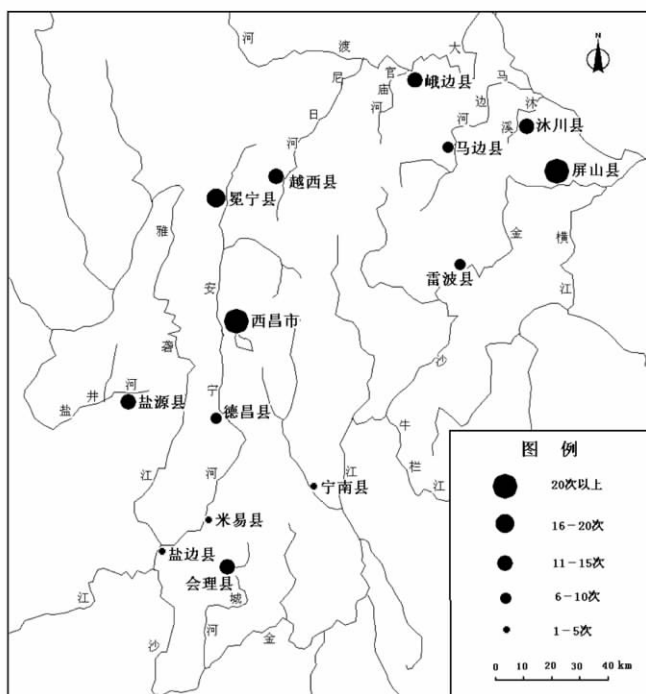 河
渡
大
官
庙
河
峨边县
尼
日
河
马
边
河
沐
溪
沐川县
马边县
屏山县
越西县
冕宁县
雅
砻
江
安
宁
河
金
沙
江
横
江
雷波县
西昌市
盐
井
河
盐源县
德昌县
牛
栏
江
宁南县
米易县
盐边县
会理县
城
河
金
沙
江
N
图 例
20次以上
16－20次
11－15次
6－10次
1－5次
0 10 20 30 40 km